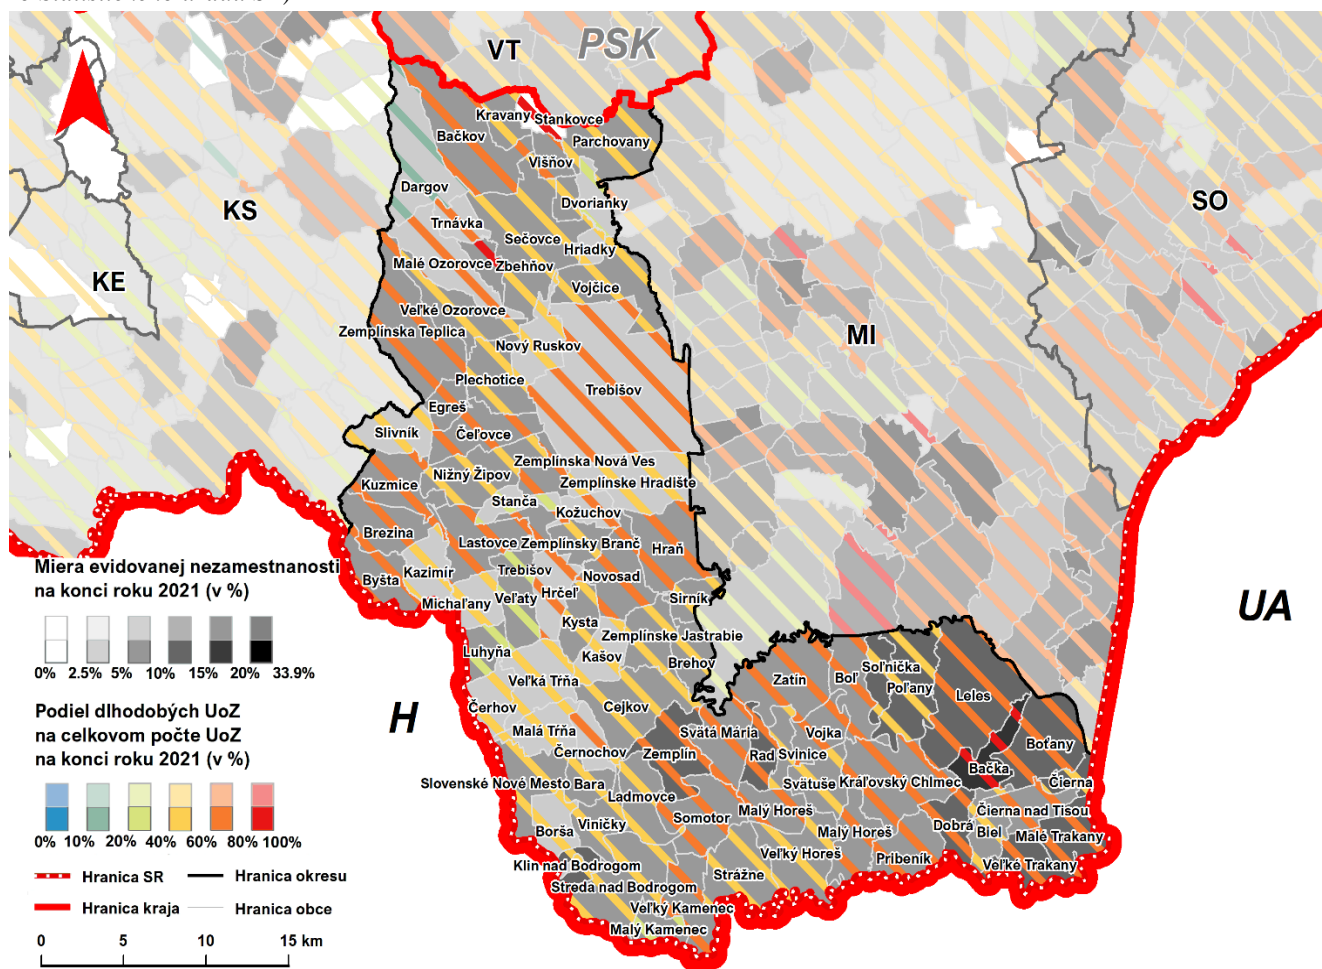 VT
PSK
Kravany
Stankovce
Bačkov
Parchovany
Višňov
Dargov
Dvorianky
KS
SO
Trnávka
Sečovce
Hriadky
Malé Ozorovce
Zbehňov
KE
Vojčice
Veľké Ozorovce
Zemplínska Teplica
MI
Nový Ruskov
Plechotice
Trebišov
Egreš
Slivník
Čeľovce
Zemplínska Nová Ves
Nižný Žipov
Kuzmice
Zemplínske Hradište
Stanča
Kožuchov
Brezina
Lastovce
Zemplínsky Branč
Hraň
Miera evidovanej nezamestnanosti
na konci roku 2021 (v %)
Kazimír
Trebišov
Byšta
Novosad
Veľaty
Hrčeľ
Sirník
Michaľany
UA
Kysta
Zemplínske Jastrabie
0%
2.5%
5%
10%
15%
20%
33.9%
Luhyňa
Kašov
Brehov
Soľnička
Zatín
Boľ
Poľany
Leles
Veľká Tŕňa
Podiel dlhodobých UoZ
na celkovom počte UoZ
na konci roku 2021 (v %)
Čerhov
Cejkov
H
Malá Tŕňa
Svätá Mária
Vojka
Boťany
Černochov
Zemplín
Rad
Svinice
Bačka
Slovenské Nové Mesto
Bara
Svätuše
Kráľovský Chlmec
Čierna
Ladmovce
Malý Horeš
Čierna nad Tisou
Somotor
Viničky
Borša
Malý Horeš
Dobrá
Biel
Malé Trakany
0%
10%
20%
40%
60%
80%
100%
Veľký Horeš
Pribeník
Klin nad Bodrogom
Strážne
Veľké Trakany
Hranica SR
Hranica okresu
Streda nad Bodrogom
Hranica kraja
Hranica obce
Veľký Kamenec
Malý Kamenec
0
5
10
15 km